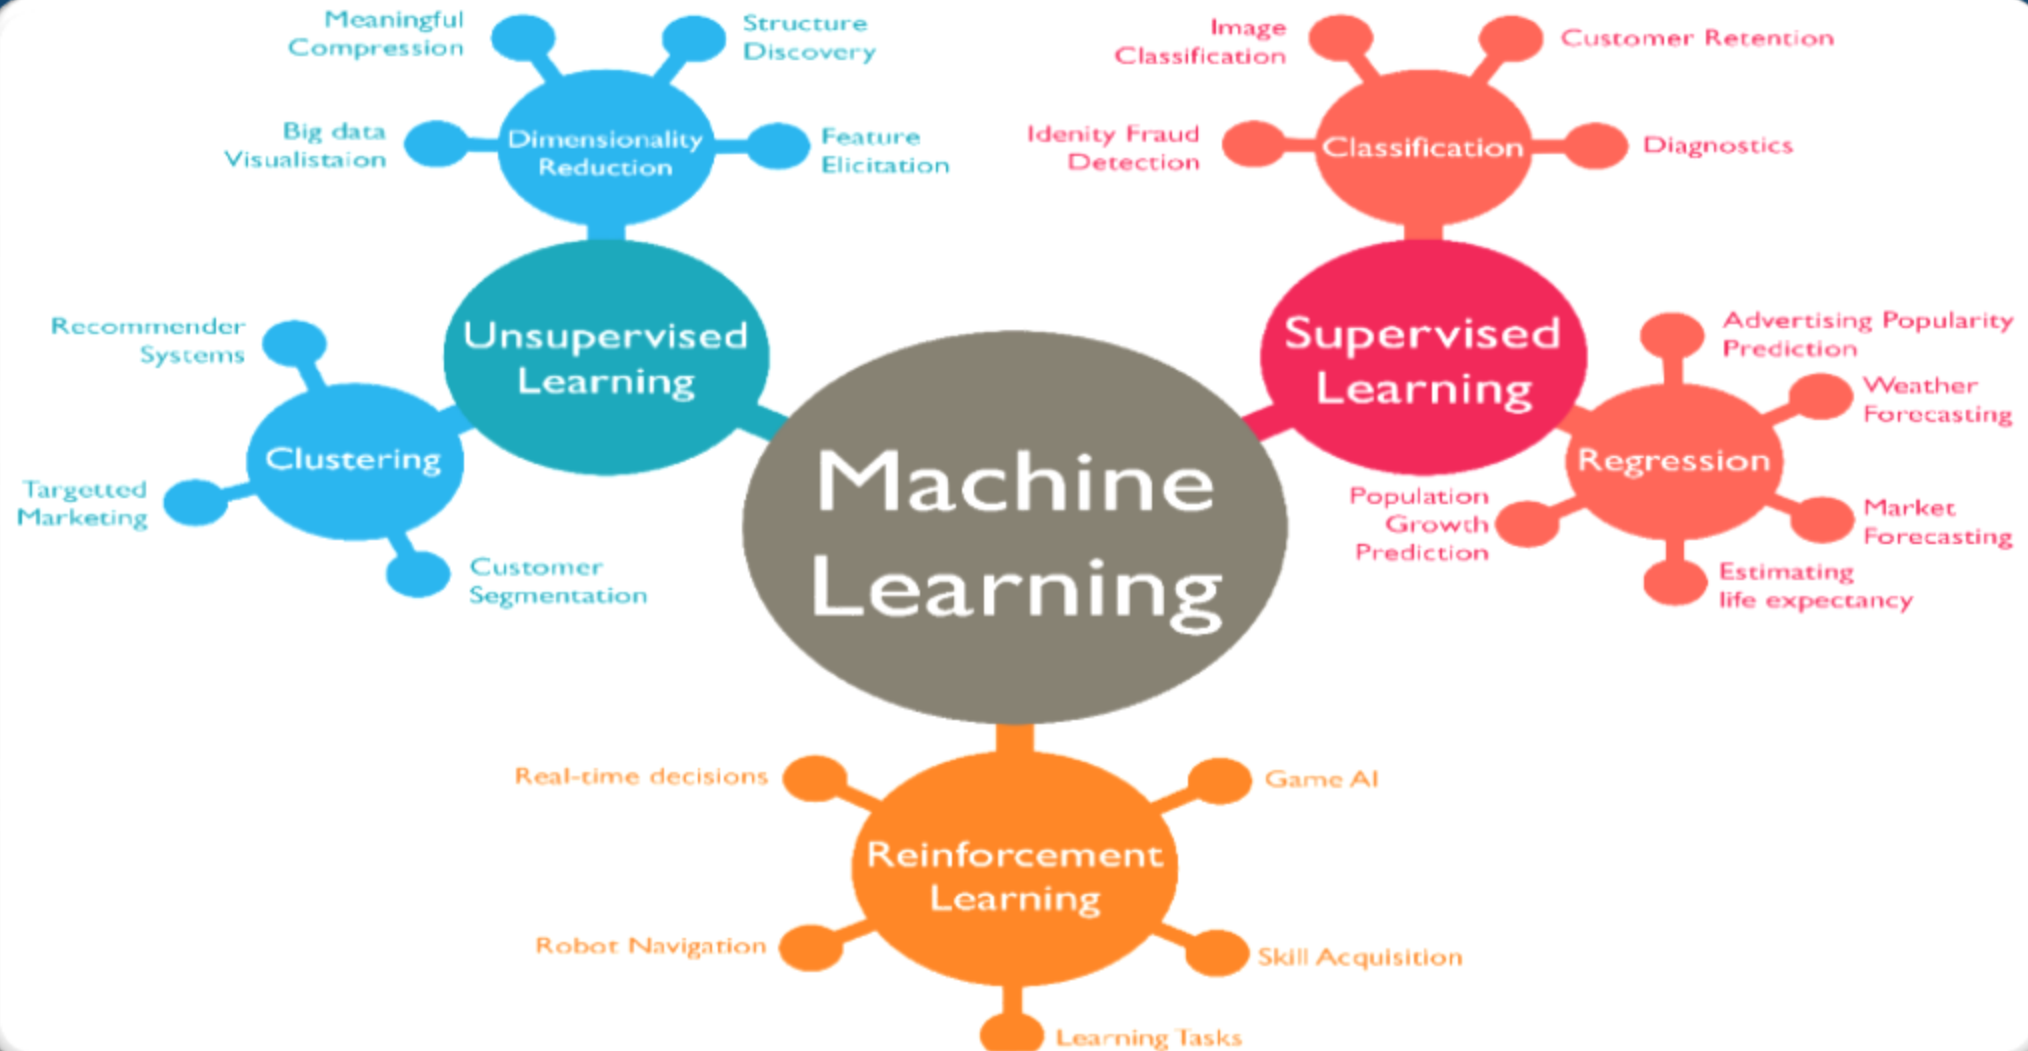 Meaningful
Compression
Structure
Discovery
Big data
Visualistaion
Dimensionality
Reduction
Feature
Elicitation
Image
Classification
Customer Retention
Idenity Fraud
Detection
Classification
Diagnostics
Recommender
Systems
Unsupervised
Learning
Clustering
Targetted
Marketing
Customer
Segmentation
Machine
Learning
Supervised
Learning
Advertising Popularity
Prediction
Weather
Forecasting
Regression
Population
Growth
Prediction
Market
Forecasting
Estimating
life expectancy
Real-time decisions
Game AI
Reinforcement
Learning
Robot Navigation
Skill Acquisition
Learning Tasks